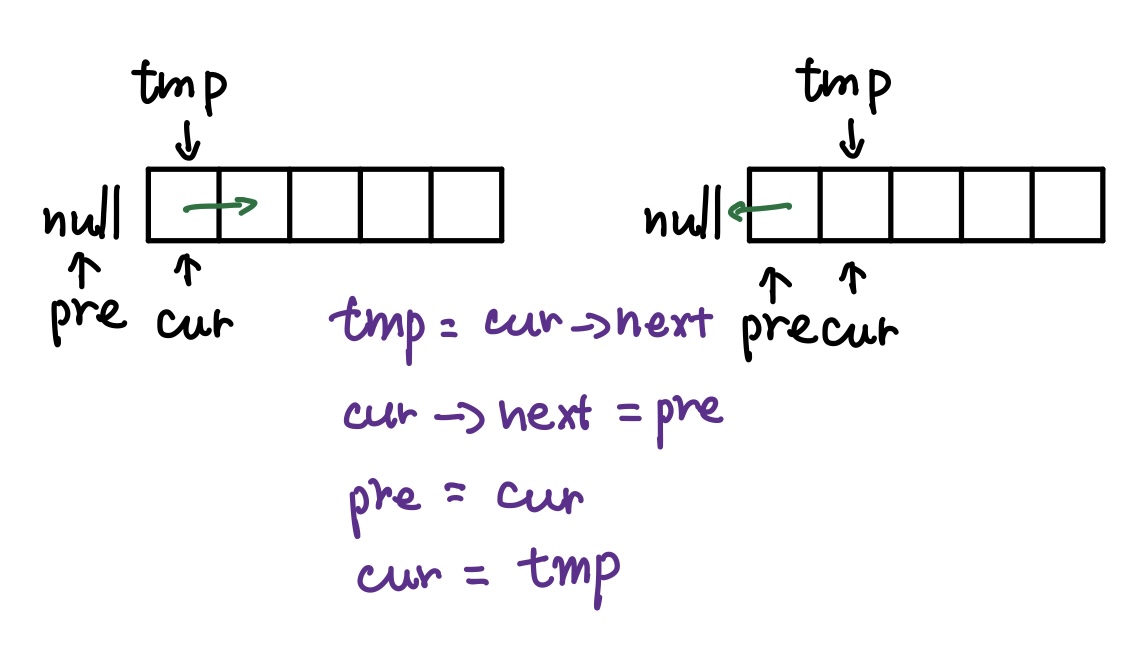 tmp
null
pre cur
tmp
null
pre cur
tmp = cur → next
cur → next = pre
pre = cur
cur = tmp